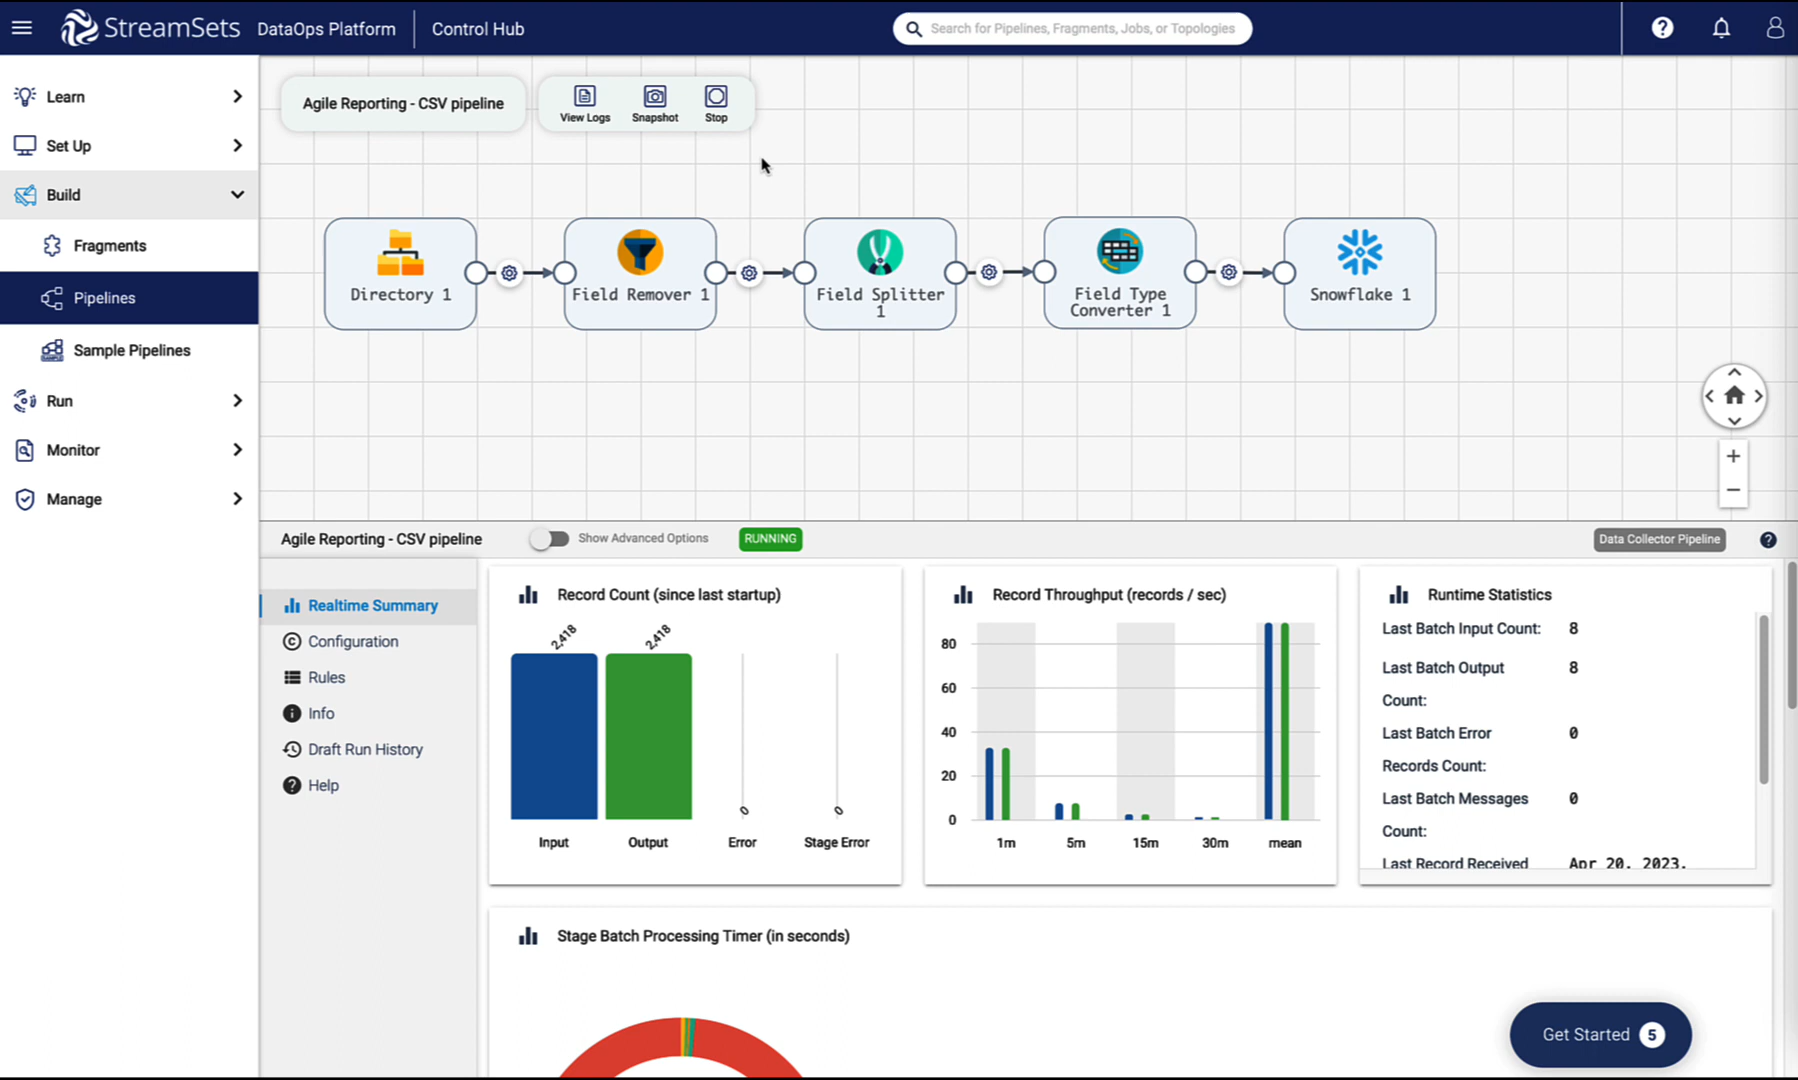 StreamSets DataOps Platform Control Hub
Search for Pipelines, Fragments, Jobs, or Topologies
Learn
Set Up
Build
Fragments
Pipelines
Sample Pipelines
Run
Monitor
Manage
Agile Reporting - CSV pipeline
View Logs Snapshot Stop
Directory 1
Field Remover 1
Field Splitter
1
Field Type
Converter 1
Snowflake 1
Agile Reporting - CSV pipeline
Show Advanced Options
RUNNING
Data Collector Pipeline
Realtime Summary
Configuration
Rules
Info
Draft Run History
Help
Record Count (since last startup)
2,418 2,418
0 0
Input Output Error Stage Error
Record Throughput (records / sec)
80
60
40
20
0
1m 5m 15m 30m mean
Runtime Statistics
Last Batch Input Count: 8
Last Batch Output 8
Count:
Last Batch Error 0
Records Count:
Last Batch Messages 0
Count:
Last Record Received Apr 20, 2023,
Stage Batch Processing Timer (in seconds)
Get Started 5